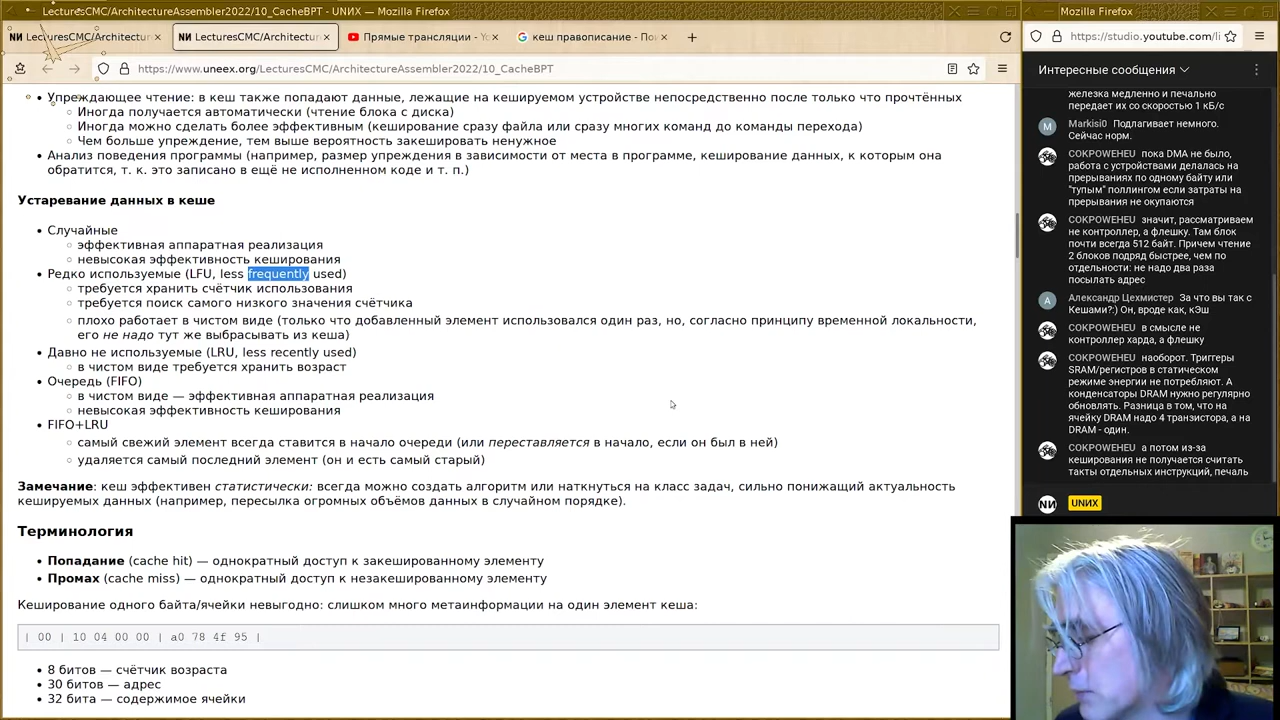 LecturesCMC/ArchitectureAssembler2022/10_CacheBPT - UNИX — Mozilla Firefox
LecturesCMC/Architecture ×
LecturesCMC/Architecture ×
Прямые трансляции - Yo ×
кеш правописание - Пои ×
https://www.uneex.org/LecturesCMC/ArchitectureAssembler2022/10_CacheBPT
Упреждающее чтение: в кеш также попадают данные, лежащие на кешируемом устройстве непосредственно после только что прочтённых
Иногда получается автоматически (чтение блока с диска)
Иногда можно сделать более эффективным (кеширование сразу файла или сразу многих команд до команды перехода)
Чем больше упреждение, тем выше вероятность закешировать ненужное
Анализ поведения программы (например, размер упреждения в зависимости от места в программе, кеширование данных, к которым она
обратится, т. к. это записано в ещё не исполненном коде и т. п.)
Устаревание данных в кеше
Случайные
эффективная аппаратная реализация
невысокая эффективность кеширования
Редко используемые (LFU, less frequently used)
требуется хранить счётчик использования
требуется поиск самого низкого значения счётчика
плохо работает в чистом виде (только что добавленный элемент использовался один раз, но, согласно принципу временной локальности,
его не надо тут же выбрасывать из кеша)
Давно не используемые (LRU, less recently used)
в чистом виде требуется хранить возраст
Очередь (FIFO)
в чистом виде — эффективная аппаратная реализация
невысокая эффективность кеширования
FIFO+LRU
самый свежий элемент всегда ставится в начало очереди (или переставляется в начало, если он был в ней)
удаляется самый последний элемент (он и есть самый старый)
Замечание: кеш эффективен статистически: всегда можно создать алгоритм или наткнуться на класс задач, сильно понижающий актуальность
кешируемых данных (например, пересылка огромных объёмов данных в случайном порядке).
Терминология
Попадание (cache hit) — однократный доступ к закешированному элементу
Промах (cache miss) — однократный доступ к незакешированному элементу
Кеширование одного байта/ячейки невыгодно: слишком много метаинформации на один элемент кеша:
| 00 | 10 04 00 00 | a0 78 4f 95 |
8 битов — счётчик возраста
30 битов — адрес
32 бита — содержимое ячейки
Mozilla Firefox
https://studio.youtube.com/li
Интересные сообщения
железка медленно и печально
передает их со скоростью 1 кБ/с
M Markisi0 Подлагивает немного.
Сейчас норм.
COKPOWEHEU пока DMA не было,
работа с устройствами делалась на
прерываниях по одному байту или
"тупым" поллингом если затраты на
прерывания не окупаются
COKPOWEHEU значит, рассматриваем
не контроллер, а флешку. Там блок
почти всегда 512 байт. Причем чтение
2 блоков подряд быстрее, чем по
отдельности: не надо два раза
посылать адрес
А Александр Цехмистер За что вы так с
Кешами?:) Он, вроде как, кЭш
COKPOWEHEU в смысле не
контроллер харда, а флешку
COKPOWEHEU наоборот. Триггеры
SRAM/регистров в статическом
режиме энергии не потребляют. А
конденсаторы DRAM нужно регулярно
обновлять. Разница в том, что на
ячейку DRAM надо 4 транзистора, а на
DRAM - один.
COKPOWEHEU а потом из-за
кеширования не получается считать
такты отдельных инструкций, печаль
NИ UNИX